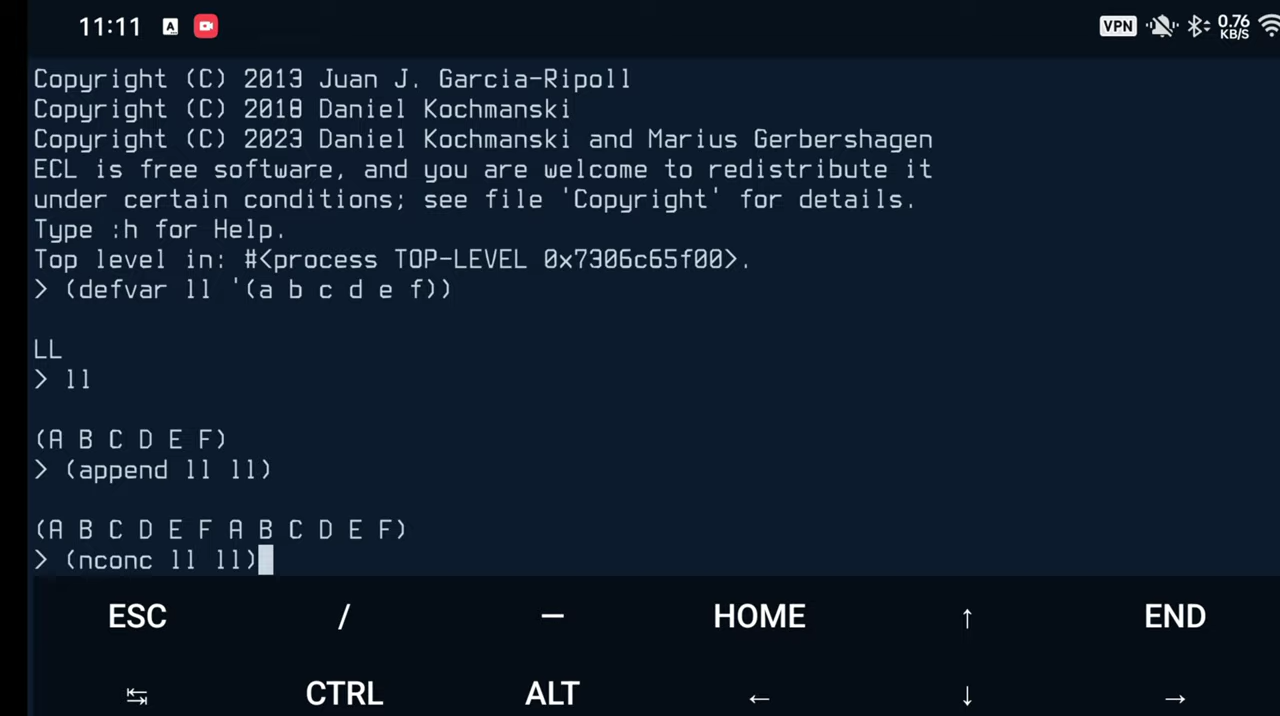 11:11 A VPN 0.76 KB/S
Copyright (C) 2013 Juan J. Garcia-Ripoll
Copyright (C) 2018 Daniel Kochmanski
Copyright (C) 2023 Daniel Kochmanski and Marius Gerbershagen
ECL is free software, and you are welcome to redistribute it
under certain conditions; see file 'Copyright' for details.
Type :h for Help.
Top level in: #<process TOP-LEVEL 0x7306c65f00>.
> (defvar ll '(a b c d e f))
LL
> ll
(A B C D E F)
> (append ll ll)
(A B C D E F A B C D E F)
> (nconc ll ll)
ESC / — HOME ↑ END
↹ CTRL ALT ← ↓ →